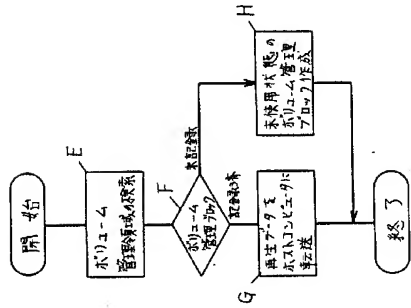 開始
E
ボリューム
管理領域の検索
F
ボリューム
管理ブロック
未記録
記録済
G
再生データを
ホストコンピュータに
転送
H
未使用状態の
ボリューム管理
ブロック作成
終了